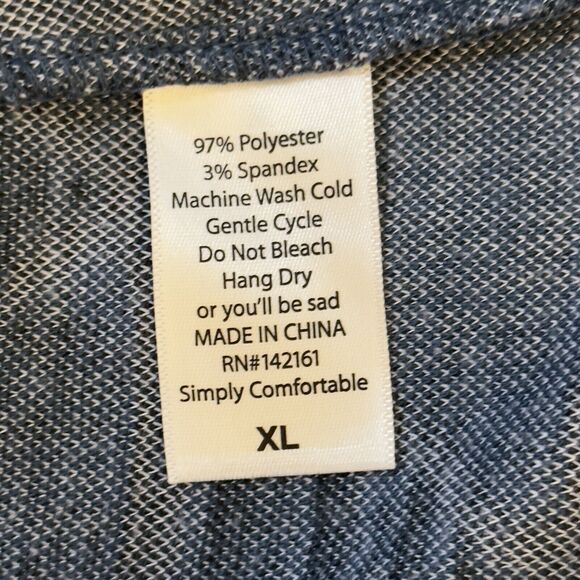 97% Polyester
3% Spandex
Machine Wash Cold
Gentle Cycle
Do Not Bleach
Hang Dry
or you'll be sad
MADE IN CHINA
RN#142161
Simply Comfortable
XL